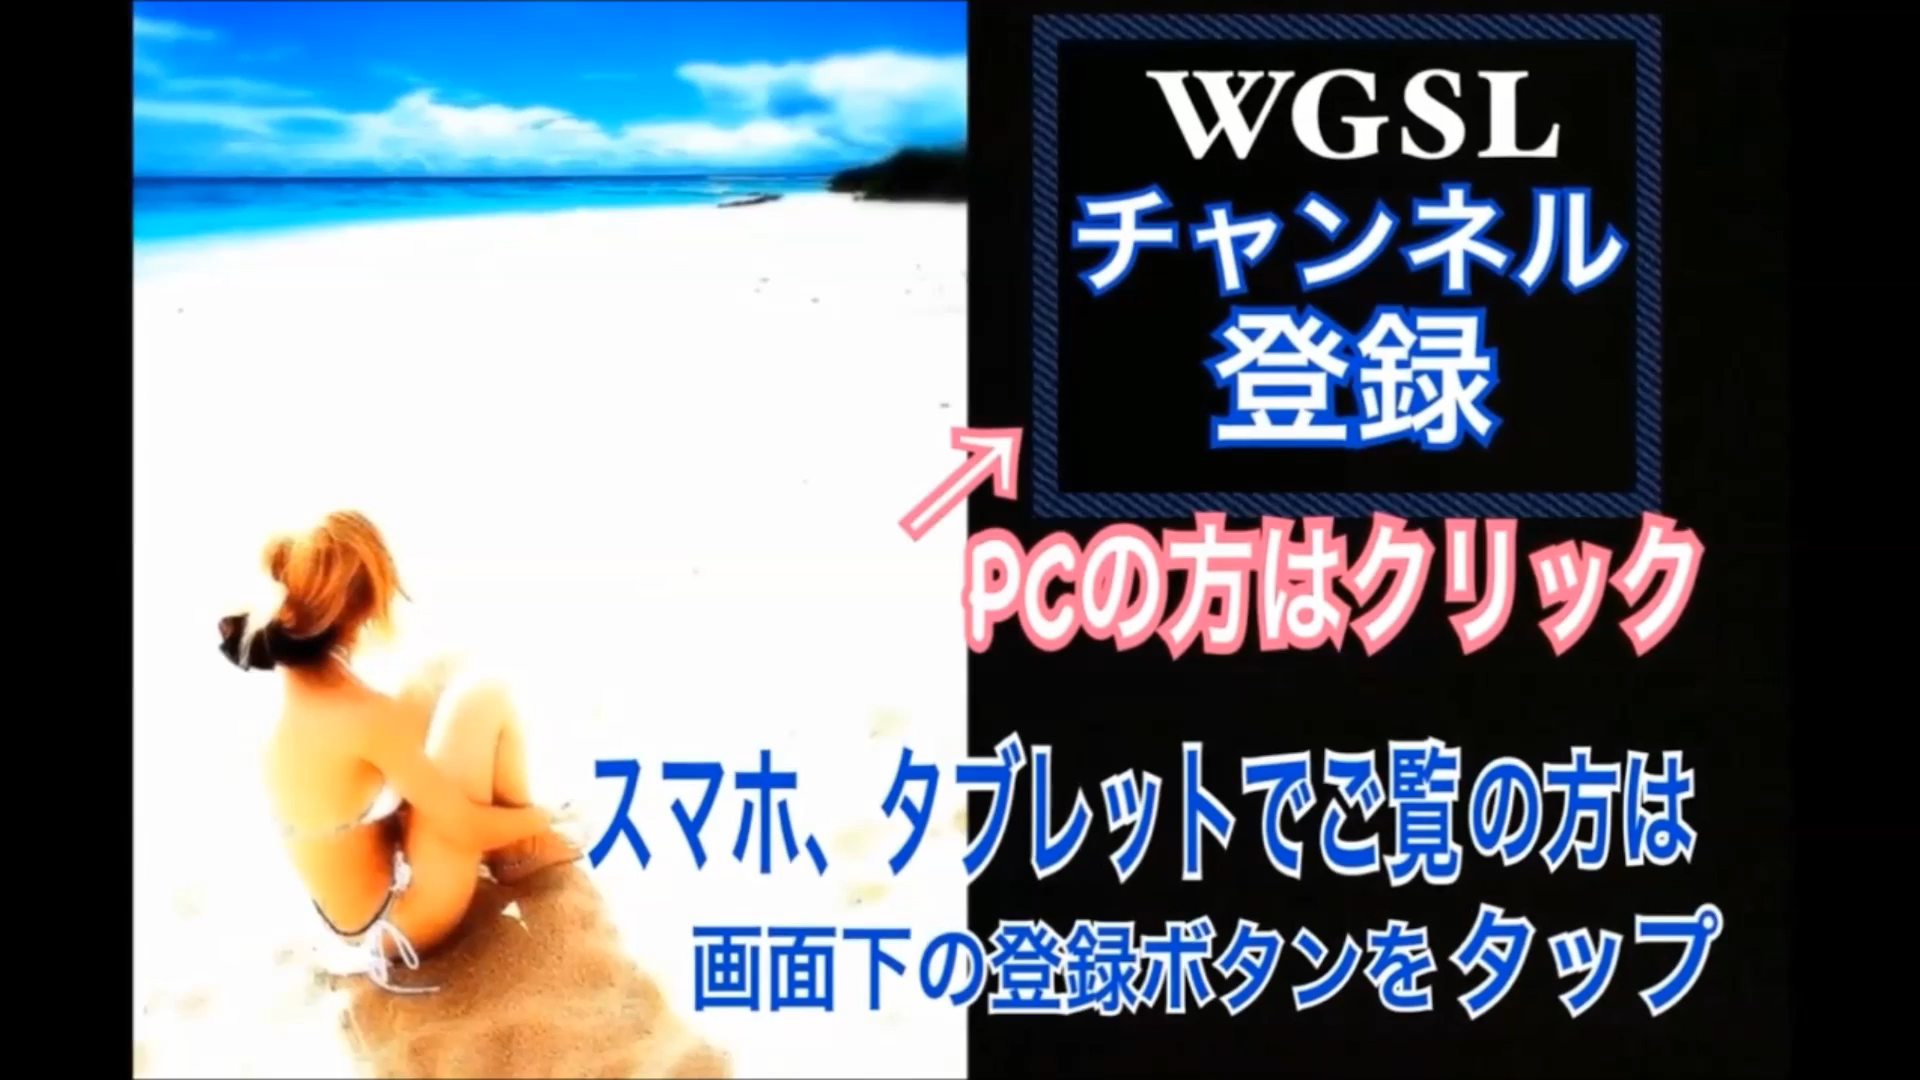 WGSL
チャンネル
登録
PCの方はクリック
スマホ、タブレットでご覧の方は
画面下の登録ボタンをタップ